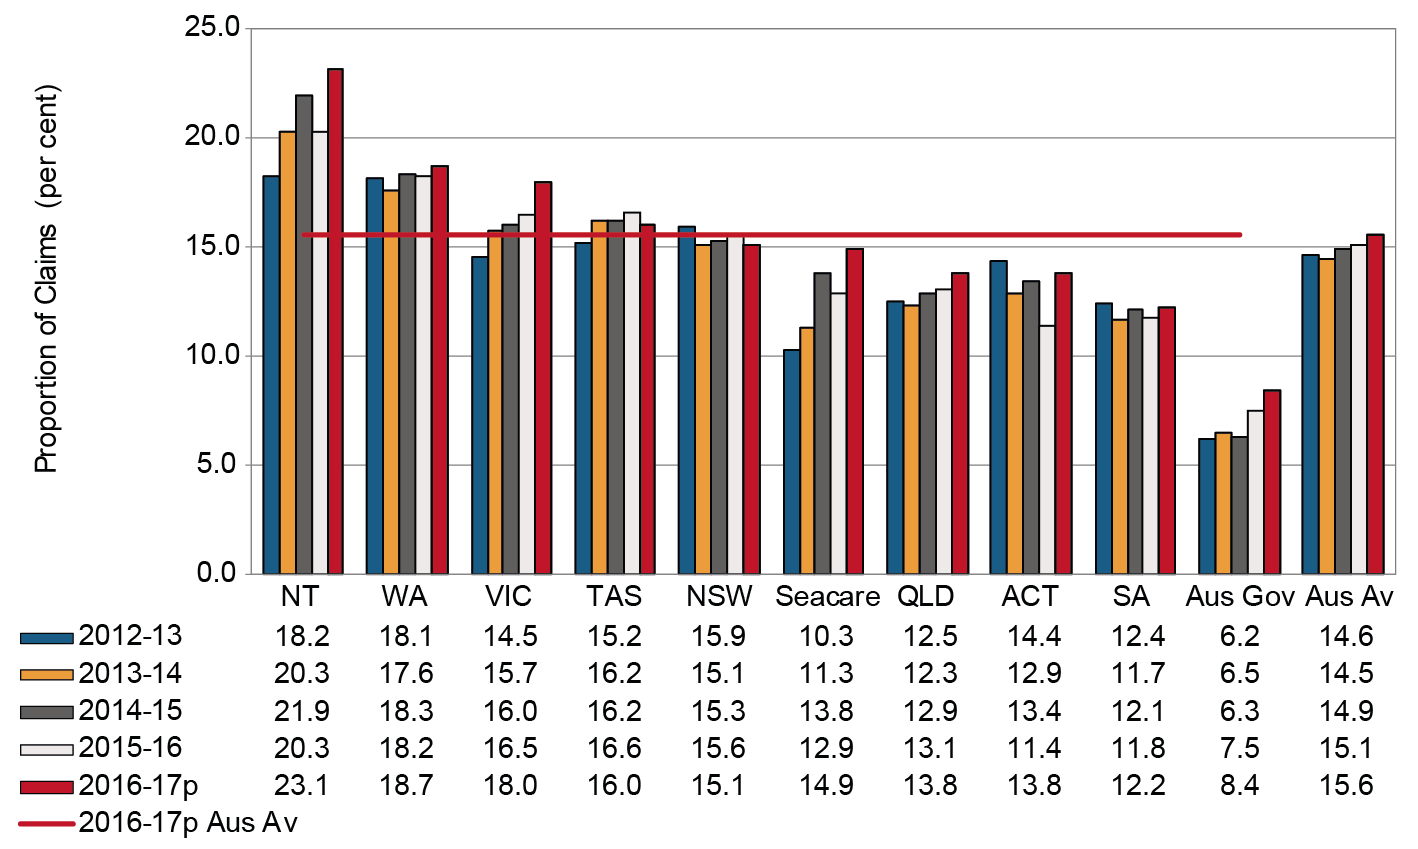 Proportion of Claims (per cent)
25.0
20.0
15.0
10.0
5.0
0.0
NT WA VIC TAS NSW Seacare QLD ACT SA Aus Gov Aus Av
2012-13 18.2 18.1 14.5 15.2 15.9 10.3 12.5 14.4 12.4 6.2 14.6
2013-14 20.3 17.6 15.7 16.2 15.1 11.3 12.3 12.9 11.7 6.5 14.5
2014-15 21.9 18.3 16.0 16.2 15.3 13.8 12.9 13.4 12.1 6.3 14.9
2015-16 20.3 18.2 16.5 16.6 15.6 12.9 13.1 11.4 11.8 7.5 15.1
2016-17p 23.1 18.7 18.0 16.0 15.1 14.9 13.8 13.8 12.2 8.4 15.6
2016-17p Aus Av